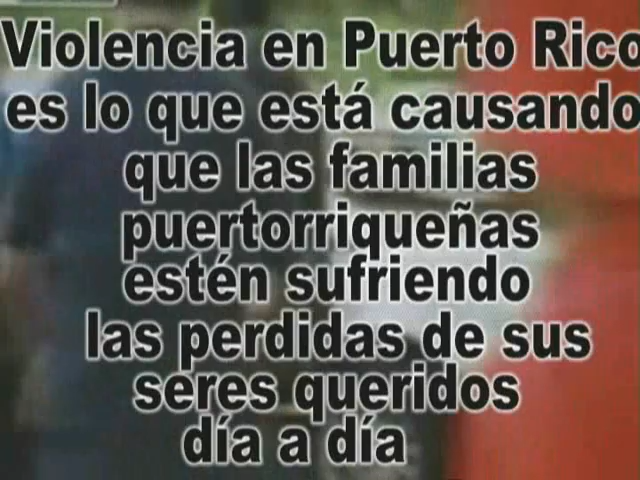 Violencia en Puerto Rico
es lo que está causando
que las familias
puertorriqueñas
estén sufriendo
las perdidas de sus
seres queridos
día a día